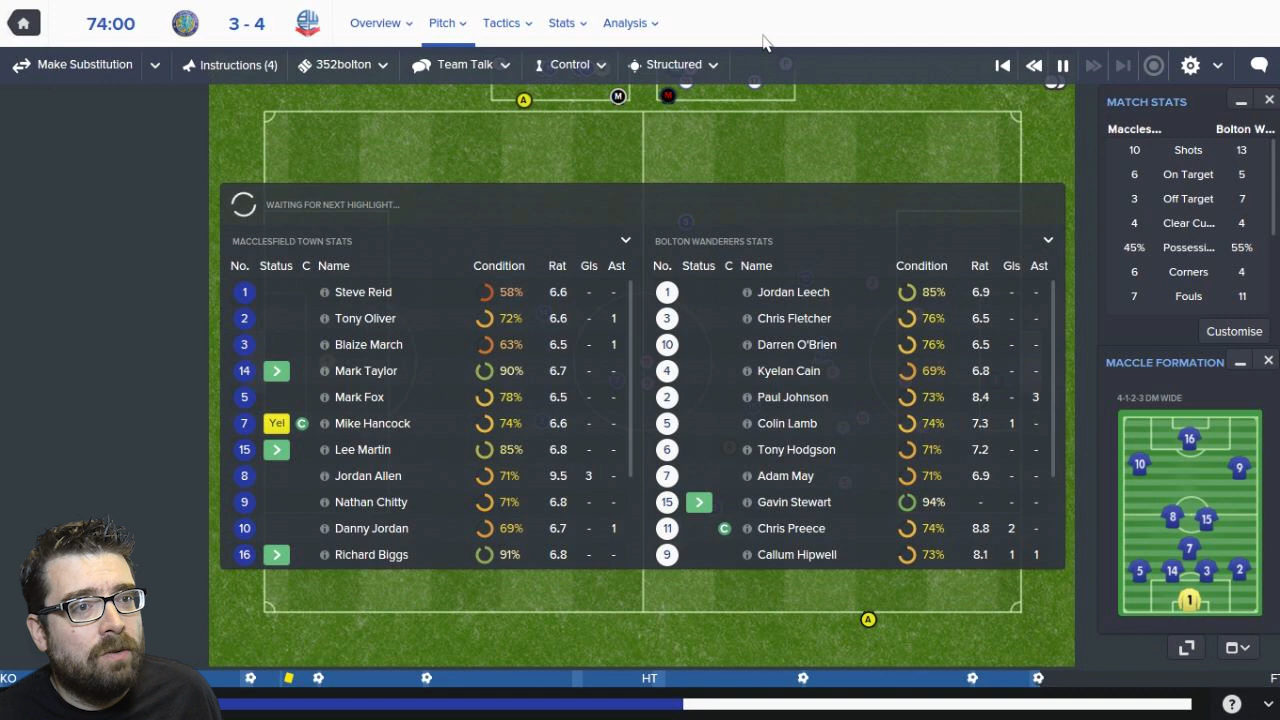 74:00 3 - 4 Overview Pitch Tactics Stats Analysis
Make Substitution Instructions (4) 352bolton Team Talk Control Structured
A M M
MATCH STATS
Maccles... Bolton W...
10 Shots 13
6 On Target 5
3 Off Target 7
4 Clear Cu... 4
45% Possessi... 55%
6 Corners 4
7 Fouls 11
Customise
WAITING FOR NEXT HIGHLIGHT...
MACCLESFIELD TOWN STATS
No. Status C Name Condition Rat Gls Ast
1 Steve Reid 58% 6.6 - -
2 Tony Oliver 72% 6.6 - 1
3 Blaize March 63% 6.5 - 1
14 Mark Taylor 90% 6.7 - -
5 Mark Fox 78% 6.5 - -
7 Yel C Mike Hancock 74% 6.6 - -
15 Lee Martin 85% 6.8 - -
8 Jordan Allen 71% 9.5 3 -
9 Nathan Chitty 71% 6.8 - -
10 Danny Jordan 69% 6.7 - 1
16 Richard Biggs 91% 6.8 - -
BOLTON WANDERERS STATS
No. Status C Name Condition Rat Gls Ast
1 Jordan Leech 85% 6.9 - -
3 Chris Fletcher 76% 6.5 - -
10 Darren O'Brien 76% 6.5 - -
4 Kyelan Cain 69% 6.8 - -
2 Paul Johnson 73% 8.4 - 3
5 Colin Lamb 74% 7.3 1 -
6 Tony Hodgson 71% 7.2 - -
7 Adam May 71% 6.9 - -
15 Gavin Stewart 94% - - -
11 C Chris Preece 74% 8.8 2 -
9 Callum Hipwell 73% 8.1 1 1
MACCLE FORMATION
4-1-2-3 DM WIDE
16
10 9
8 15
7
5 14 3 2
1
A
KO HT FT
?